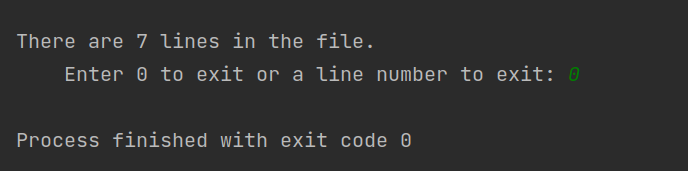 There are 7 lines in the file.
Enter 0 to exit or a line number to exit: 0
Process finished with exit code 0